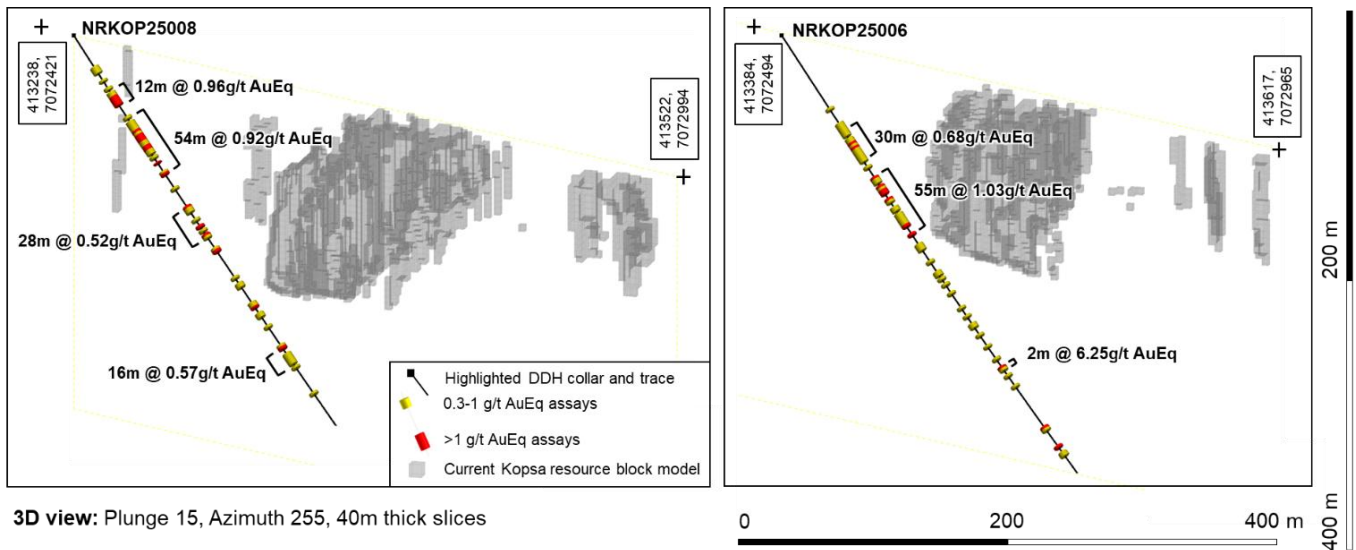 NRKOP25008
413238,
7072421
12m @ 0.96g/t AuEq
54m @ 0.92g/t AuEq
28m @ 0.52g/t AuEq
16m @ 0.57g/t AuEq
413522,
7072994
Highlighted DDH collar and trace
0.3-1 g/t AuEq assays
>1 g/t AuEq assays
Current Kopsa resource block model
NRKOP25006
413384,
7072494
30m @ 0.68g/t AuEq
55m @ 1.03g/t AuEq
2m @ 6.25g/t AuEq
413617,
7072965
200 m
400 m
3D view: Plunge 15, Azimuth 255, 40m thick slices
0 200 400 m